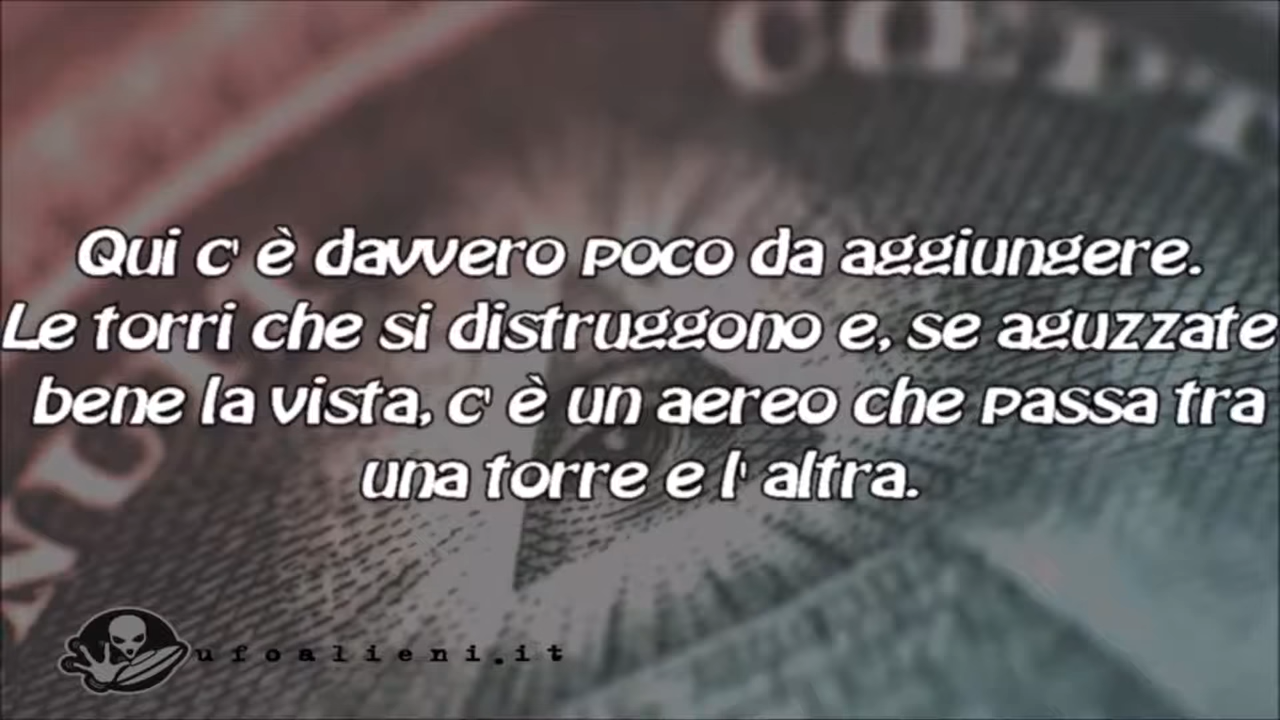 COEPT
Qui c' è davvero poco da aggiungere.
Le torri che si distruggono e, se aguzzate
bene la vista, c' è un aereo che passa tra
una torre e l' altra.
ufoalieni.it